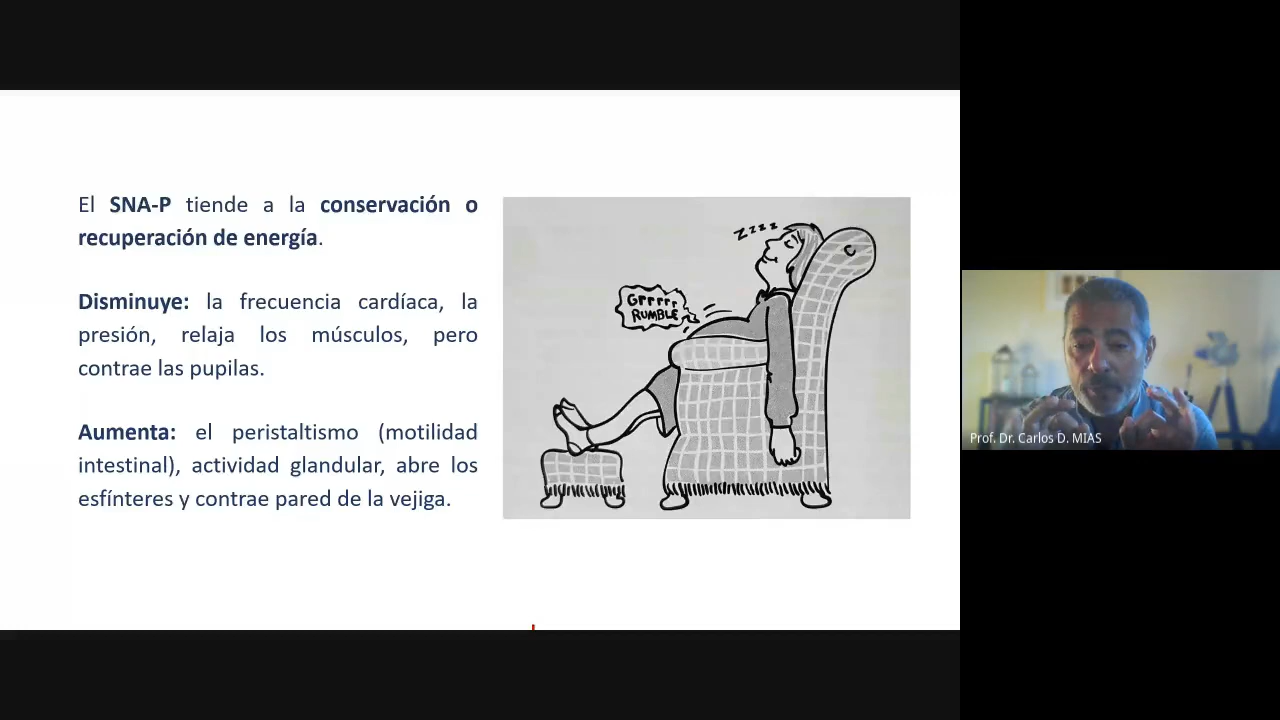 El SNA-P tiende a la conservación o
recuperación de energía.
Disminuye: la frecuencia cardíaca, la
presión, relaja los músculos, pero
contrae las pupilas.
Aumenta: el peristaltismo (motilidad
intestinal), actividad glandular, abre los
esfínteres y contrae pared de la vejiga.
zzzz
Grrrrr
RUMBLE
Prof. Dr. Carlos D. MIAS